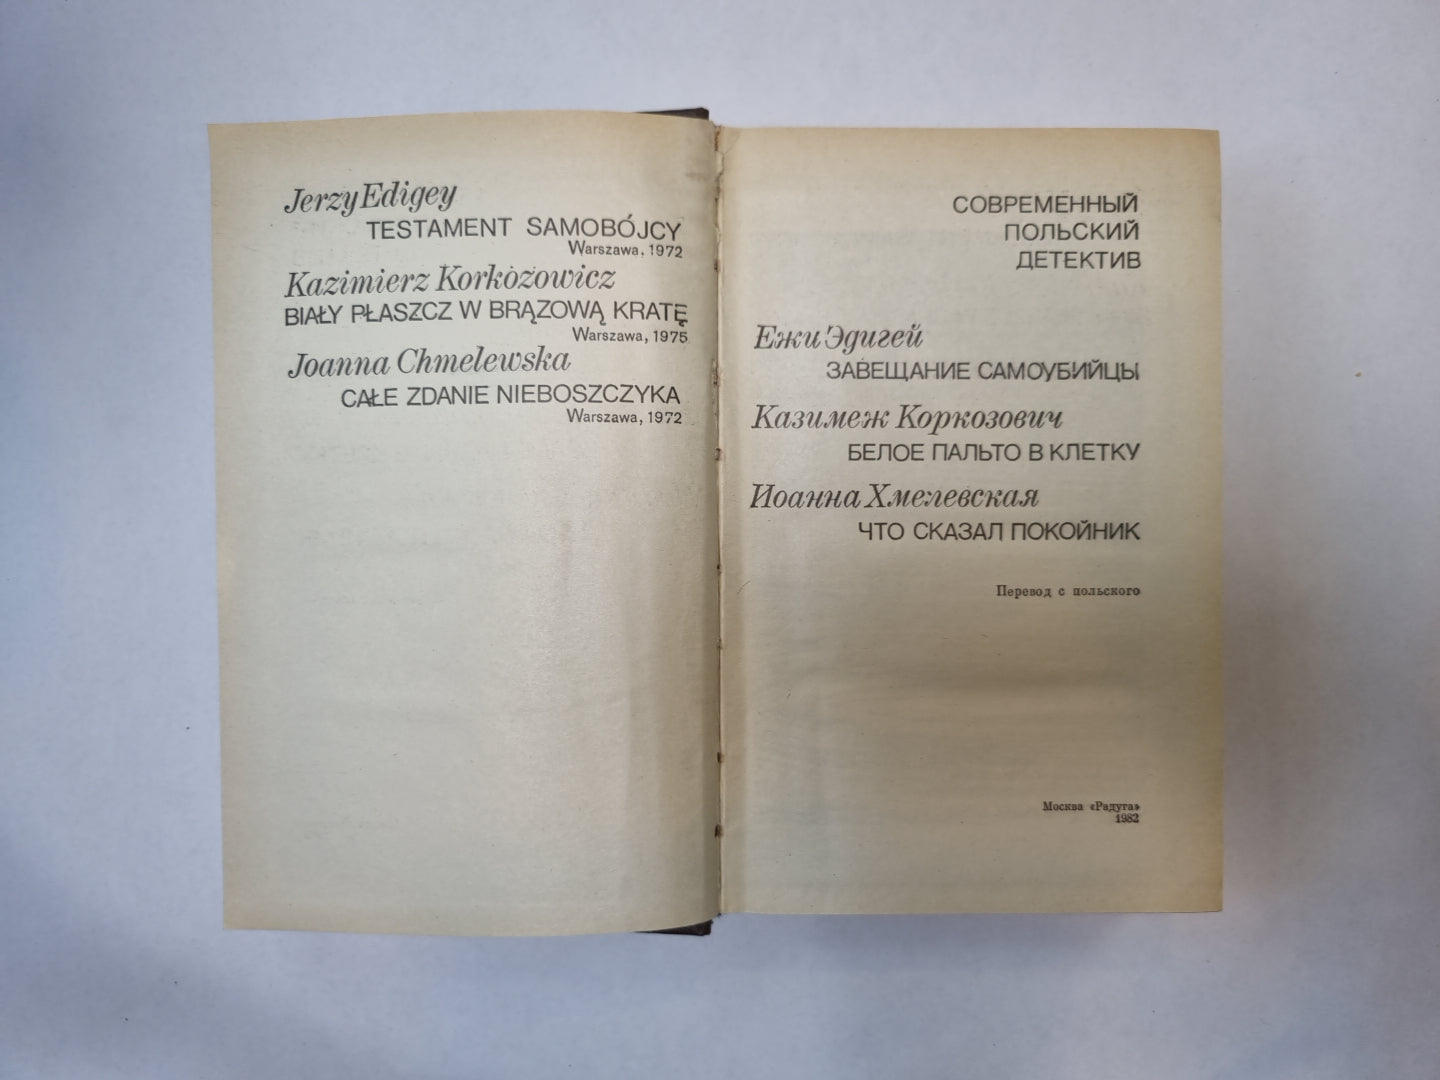 Jerzy Edigey
TESTAMENT SAMOBÓJCY
Warszawa, 1972
Kazimierz Korkozowicz
BIAŁY PŁASZCZ W BRĄZOWĄ KRATĘ
Warszawa, 1975
Joanna Chmelewska
CAŁE ZDANIE NIEBOSZCZYKA
Warszawa, 1972
СОВРЕМЕННЫЙ
ПОЛЬСКИЙ
ДЕТЕКТИВ
Ежи Эдигей
ЗАВЕЩАНИЕ САМОУБИЙЦЫ
Казимеж Коркозович
БЕЛОЕ ПАЛЬТО В КЛЕТКУ
Иоанна Хмелевская
ЧТО СКАЗАЛ ПОКОЙНИК
Перевод с польского
Москва «Радуга»
1982